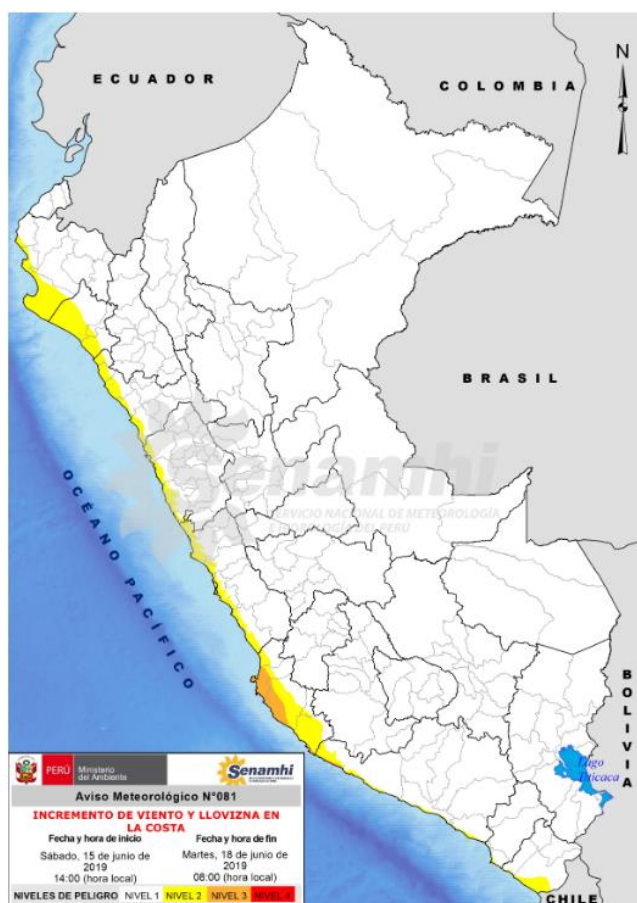 ECUADOR
COLOMBIA
N
BRASIL
Senamhi
SERVICIO NACIONAL DE METEOROLOGÍA
E HIDROLOGÍA DEL PERÚ
OCÉANO PACÍFICO
BOLIVIA
Lago
Titicaca
CHILE
PERÚ Ministerio
del Ambiente
Senamhi
Aviso Meteorológico N°081
INCREMENTO DE VIENTO Y LLOVIZNA EN
LA COSTA
Fecha y hora de inicio Fecha y hora de fin
Sábado, 15 de junio de Martes, 18 de junio de
2019 2019
14:00 (hora local) 08:00 (hora local)
NIVELES DE PELIGRO NIVEL 1 NIVEL 2 NIVEL 3 NIVEL 4